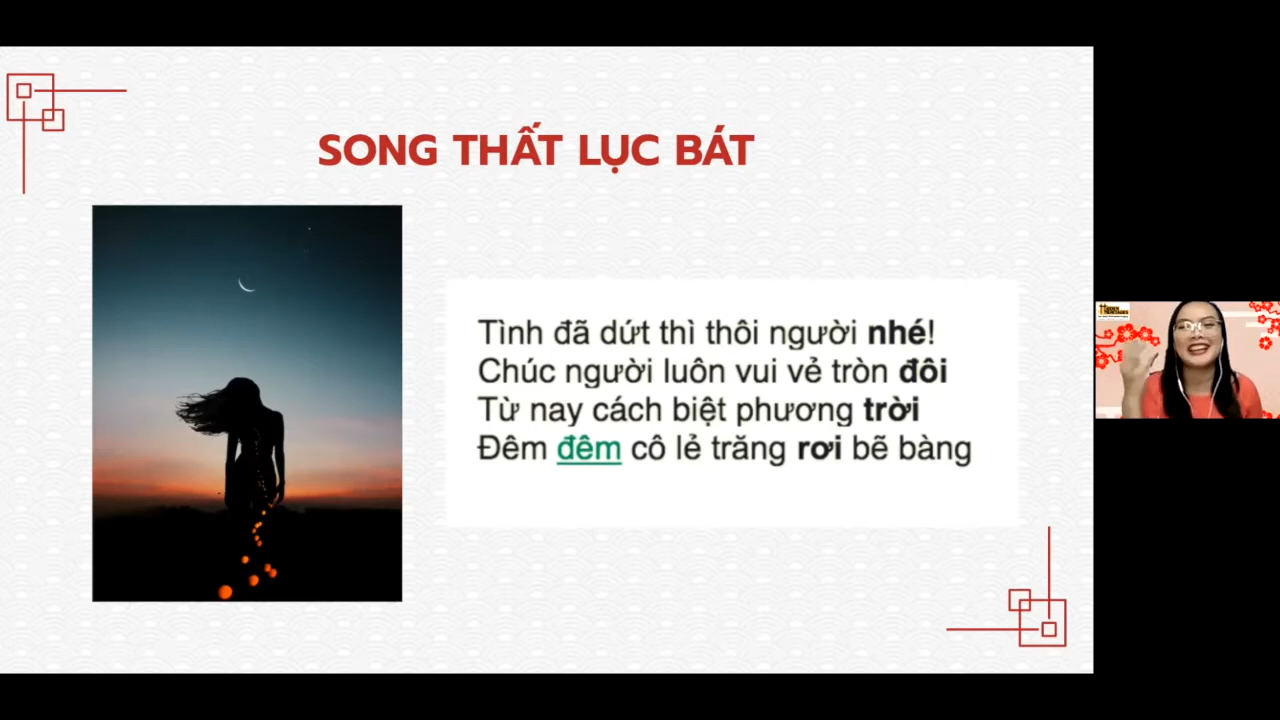 SONG THẤT LỤC BÁT
Tình đã dứt thì thôi người nhé!
Chúc người luôn vui vẻ tròn đôi
Từ nay cách biệt phương trời
Đêm đêm cô lẻ trăng rơi bẽ bàng